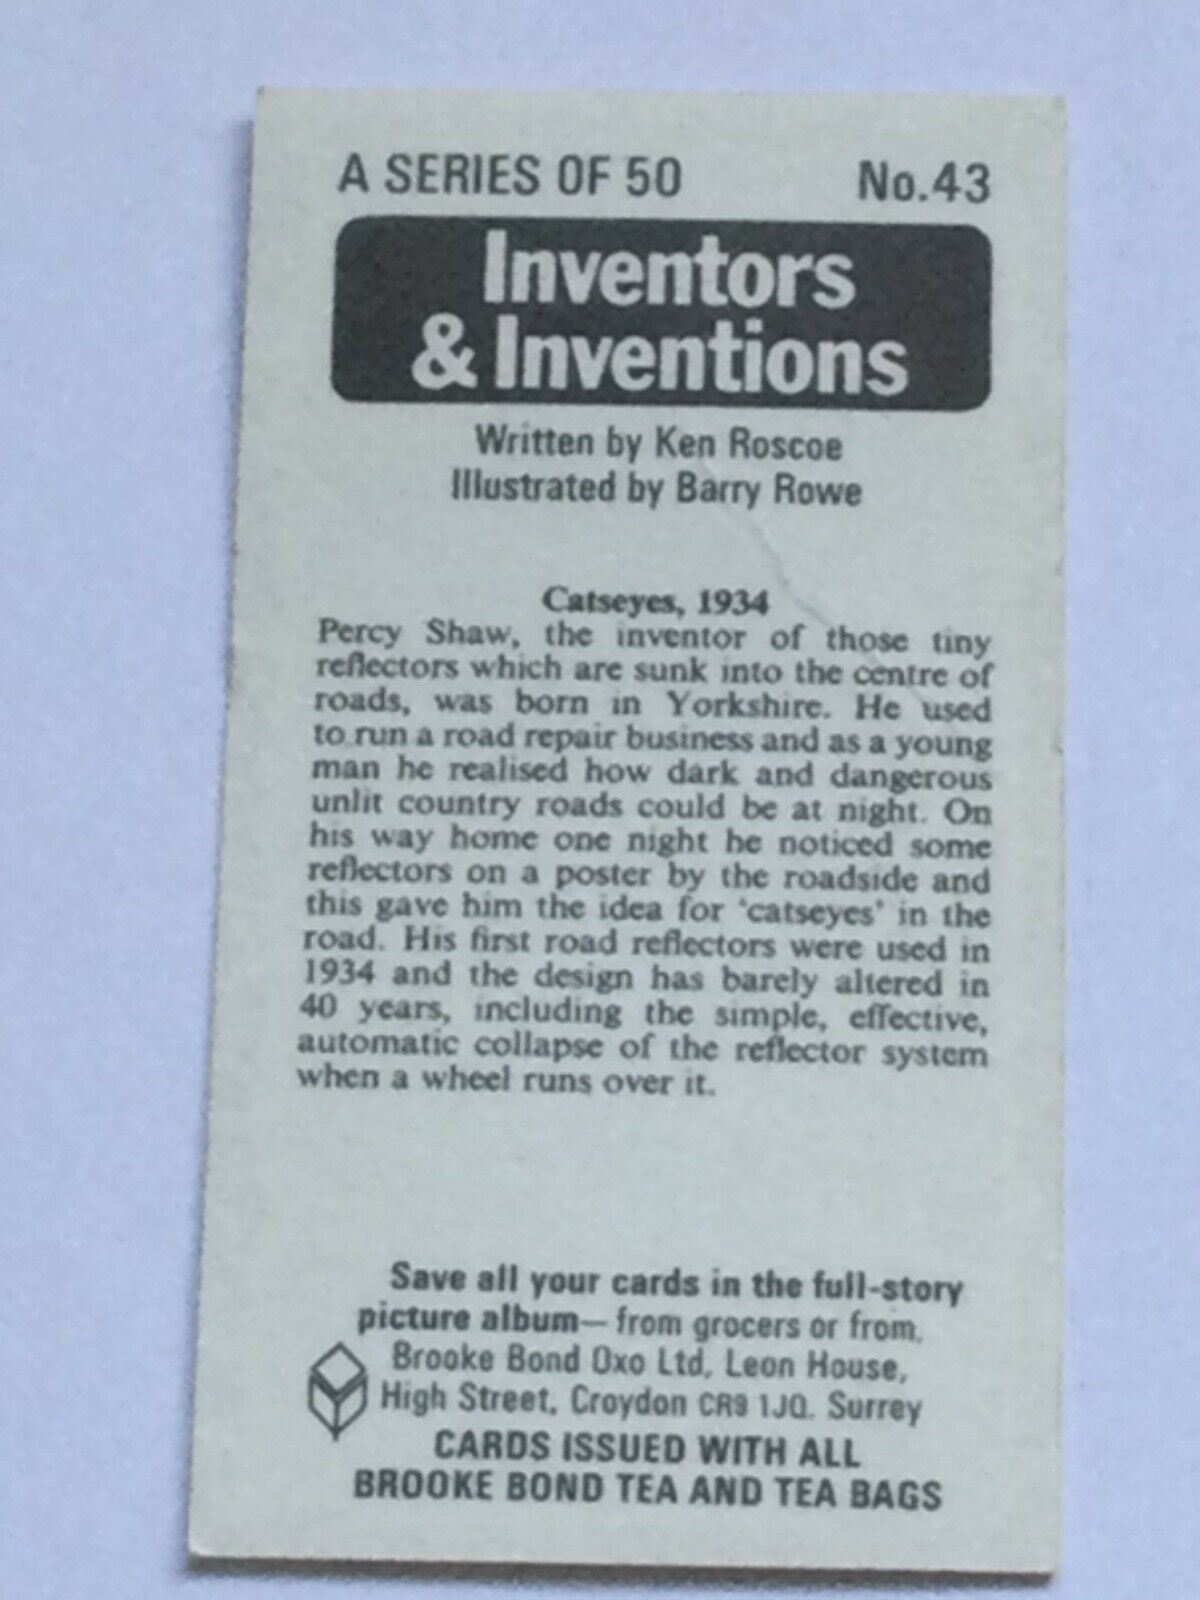 A SERIES OF 50 No.43
Inventors
& Inventions
Written by Ken Roscoe
Illustrated by Barry Rowe
Catseyes, 1934
Percy Shaw, the inventor of those tiny
reflectors which are sunk into the centre of
roads, was born in Yorkshire. He used
to run a road repair business and as a young
man he realised how dark and dangerous
unlit country roads could be at night. On
his way home one night he noticed some
reflectors on a poster by the roadside and
this gave him the idea for 'catseyes' in the
road. His first road reflectors were used in
1934 and the design has barely altered in
40 years, including the simple, effective,
automatic collapse of the reflector system
when a wheel runs over it.
Save all your cards in the full-story
picture album—from grocers or from,
Brooke Bond Oxo Ltd, Leon House,
High Street, Croydon CR9 1JQ. Surrey
CARDS ISSUED WITH ALL
BROOKE BOND TEA AND TEA BAGS